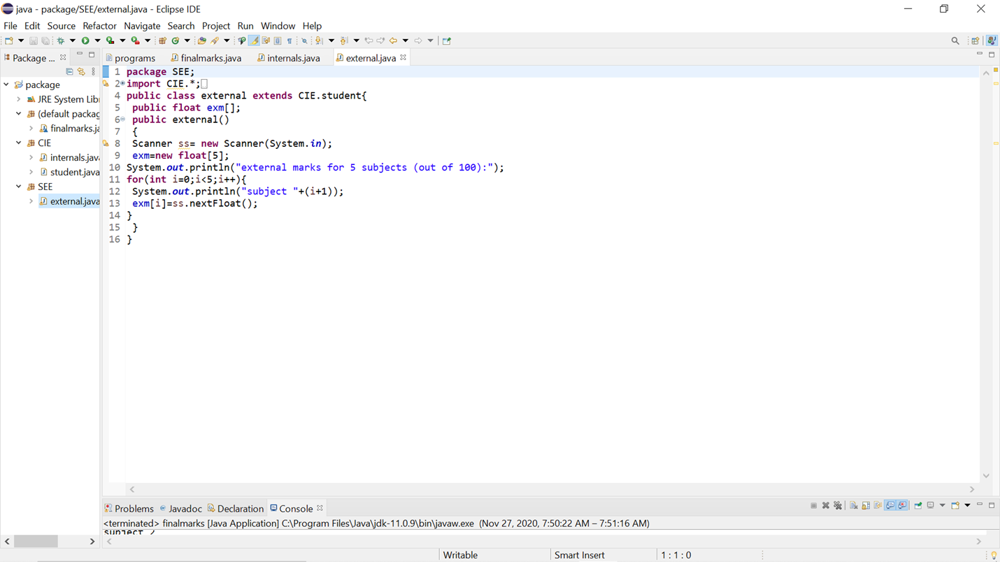 java - package/SEE/external.java - Eclipse IDE
File Edit Source Refactor Navigate Search Project Run Window Help
Package ...
programs finalmarks.java internals.java external.java
package
JRE System Lib
(default packag
finalmarks.ja
CIE
internals.java
student.java
SEE
external.java
1 package SEE;
2 import CIE.*;
4 public class external extends CIE.student{
5 public float exm[];
6 public external()
7 {
8 Scanner ss= new Scanner(System.in);
9 exm=new float[5];
10 System.out.println("external marks for 5 subjects (out of 100):");
11 for(int i=0;i<5;i++){
12 System.out.println("subject "+(i+1));
13 exm[i]=ss.nextFloat();
14 }
15 }
16 }
Problems Javadoc Declaration Console
<terminated> finalmarks [Java Application] C:\Program Files\Java\jdk-11.0.9\bin\javaw.exe (Nov 27, 2020, 7:50:22 AM – 7:51:16 AM)
subject 2
Writable Smart Insert 1 : 1 : 0